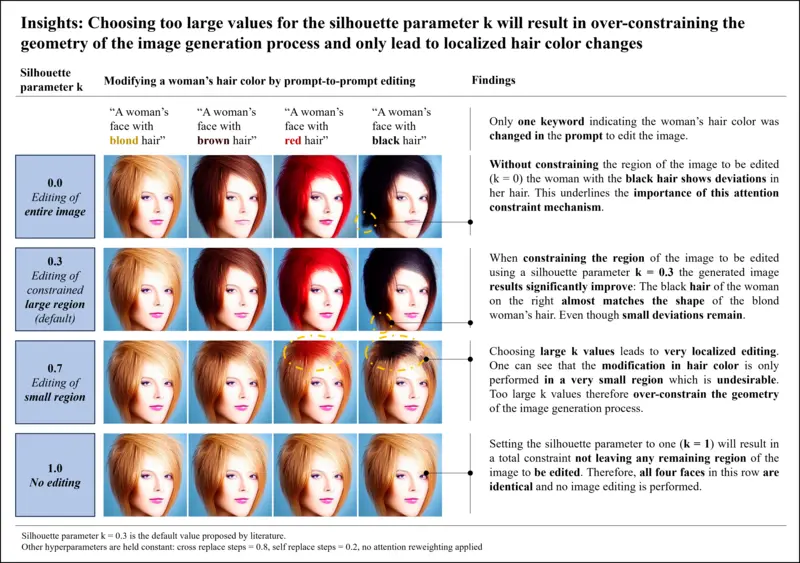 Insights: Choosing too large values for the silhouette parameter k will result in over-constraining the
geometry of the image generation process and only lead to localized hair color changes
Silhouette
parameter k
Modifying a woman's hair color by prompt-to-prompt editing
Findings
"A woman's
face with
blond hair"
"A woman's
face with
brown hair"
"A woman's
face with
red hair"
"A woman's
face with
black hair"
Only one keyword indicating the woman's hair color was
changed in the prompt to edit the image.
0.0
Editing of
entire image
Without constraining the region of the image to be edited
(k = 0) the woman with the black hair shows deviations in
her hair. This underlines the importance of this attention
constraint mechanism.
0.3
Editing of
constrained
large region
(default)
When constraining the region of the image to be edited
using a silhouette parameter k = 0.3 the generated image
results significantly improve: The black hair of the woman
on the right almost matches the shape of the blond
woman's hair. Even though small deviations remain.
0.7
Editing of
small region
Choosing large k values leads to very localized editing.
One can see that the modification in hair color is only
performed in a very small region which is undesirable.
Too large k values therefore over-constrain the geometry
of the image generation process.
1.0
No editing
Setting the silhouette parameter to one (k = 1) will result in
a total constraint not leaving any remaining region of the
image to be edited. Therefore, all four faces in this row are
identical and no image editing is performed.
Silhouette parameter k = 0.3 is the default value proposed by literature.
Other hyperparameters are held constant: cross replace steps = 0.8, self replace steps = 0.2, no attention reweighting applied